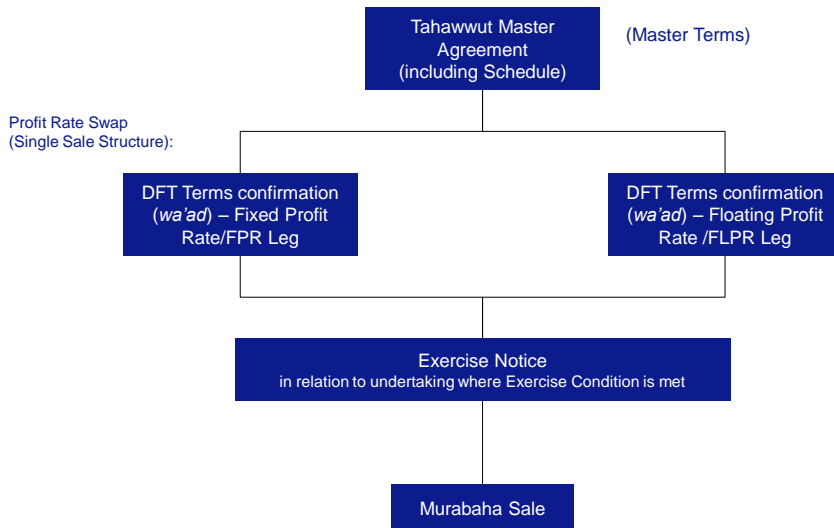 Tahawwut Master
Agreement
(including Schedule)
(Master Terms)
Profit Rate Swap
(Single Sale Structure):
DFT Terms confirmation
(wa’ad) – Fixed Profit
Rate/FPR Leg
DFT Terms confirmation
(wa’ad) – Floating Profit
Rate /FLPR Leg
Exercise Notice
in relation to undertaking where Exercise Condition is met
Murabaha Sale